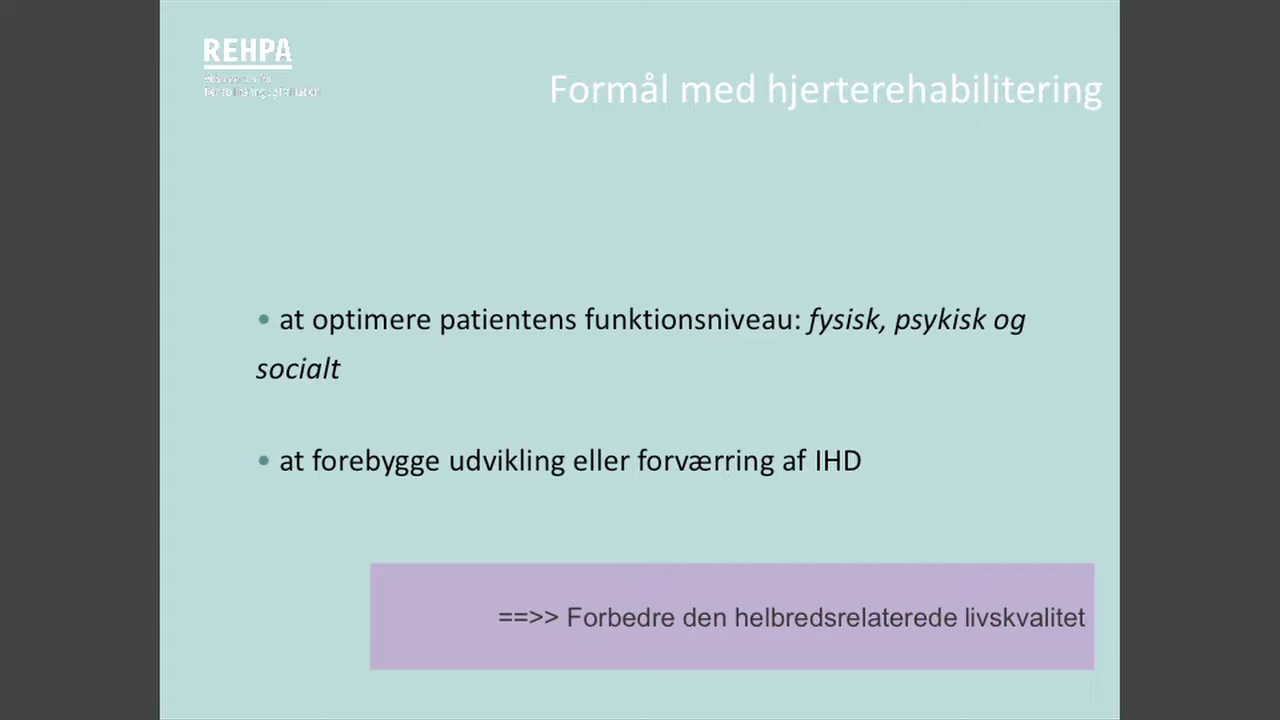 REHPA
Formål med hjerterehabilitering
• at optimere patientens funktionsniveau: fysisk, psykisk og
socialt
• at forebygge udvikling eller forværring af IHD
==>> Forbedre den helbredsrelaterede livskvalitet